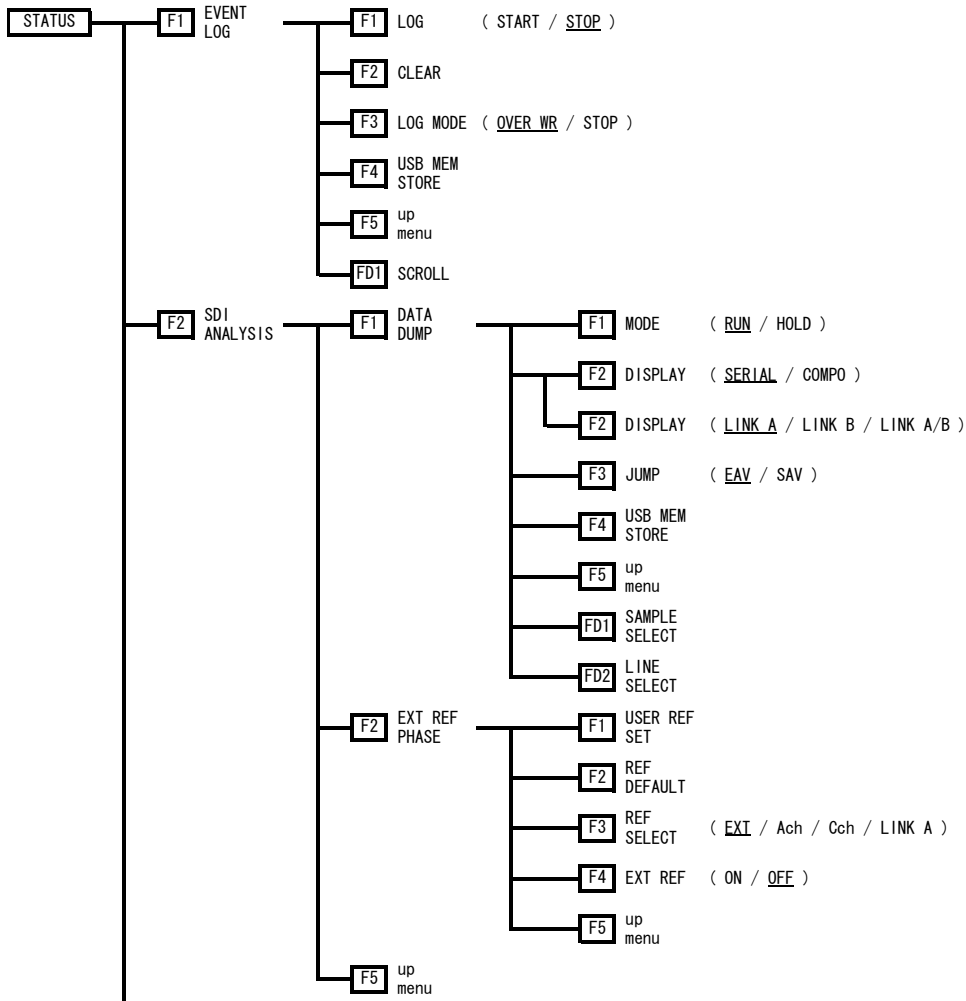 STATUS F1 EVENT LOG F1 LOG ( START / STOP )
F2 CLEAR
F3 LOG MODE ( OVER WR / STOP )
F4 USB MEM STORE
F5 up menu
FD1 SCROLL
F2 SDI ANALYSIS F1 DATA DUMP F1 MODE ( RUN / HOLD )
F2 DISPLAY ( SERIAL / COMPO )
F2 DISPLAY ( LINK A / LINK B / LINK A/B )
F3 JUMP ( EAV / SAV )
F4 USB MEM STORE
F5 up menu
FD1 SAMPLE SELECT
FD2 LINE SELECT
F2 EXT REF PHASE F1 USER REF SET
F2 REF DEFAULT
F3 REF SELECT ( EXT / Ach / Cch / LINK A )
F4 EXT REF ( ON / OFF )
F5 up menu
F5 up menu